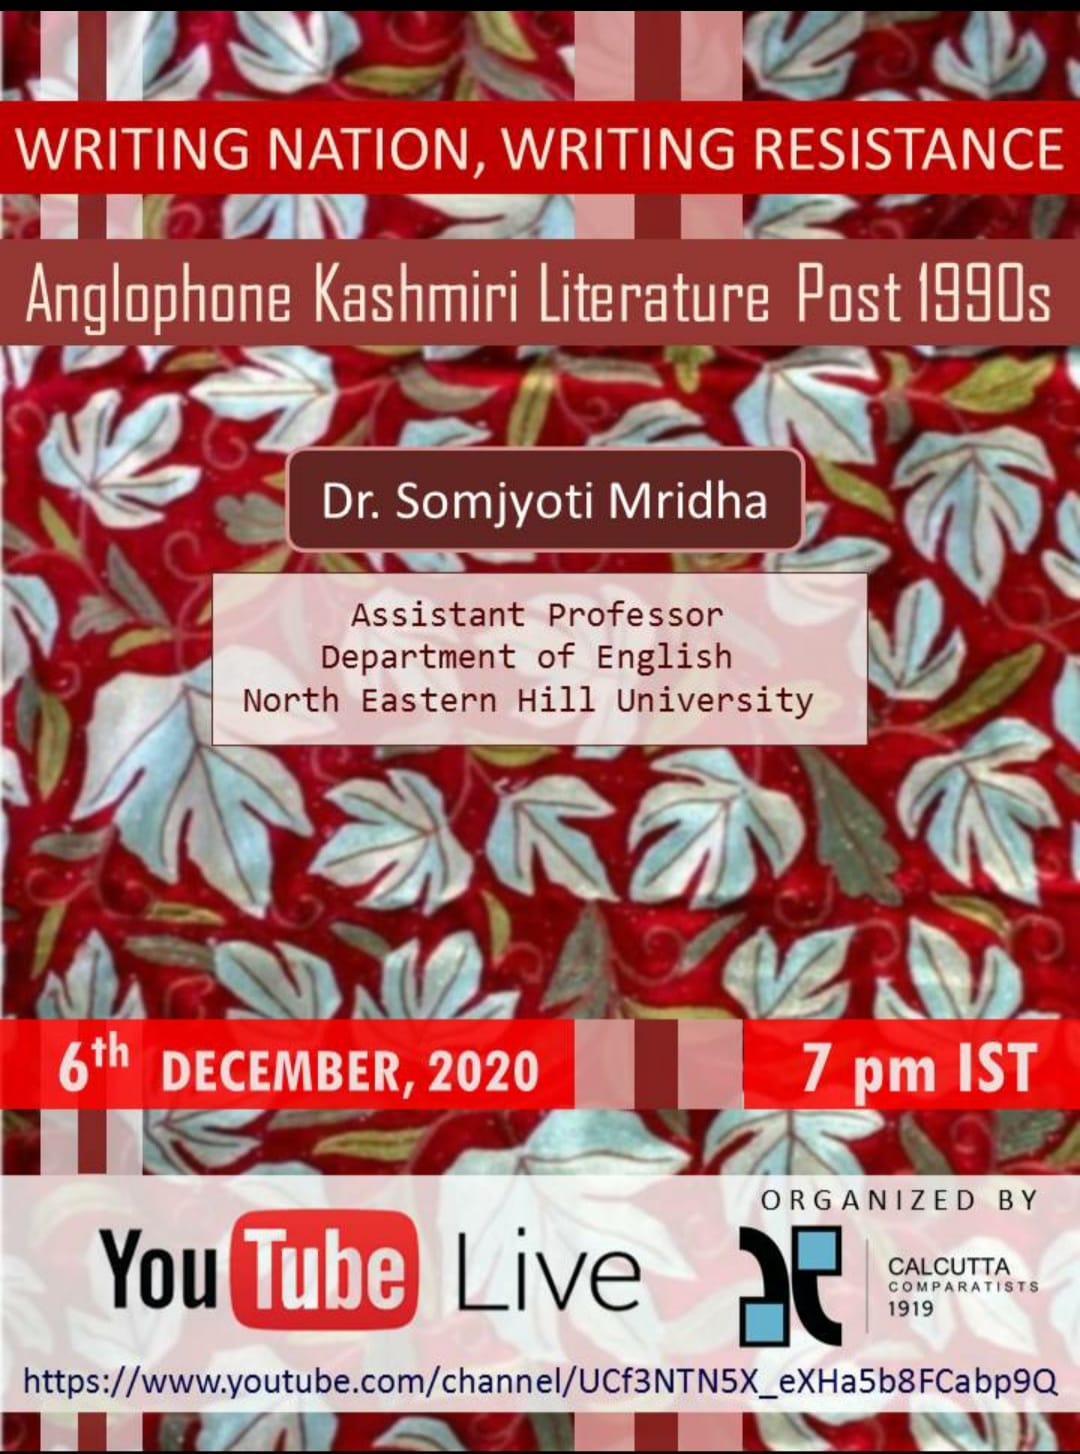 WRITING NATION, WRITING RESISTANCE
Anglophone Kashmiri Literature Post 1990s
Dr. Somjyoti Mridha
Assistant Professor
Department of English
North Eastern Hill University
6th DECEMBER, 2020
7 pm IST
ORGANIZED BY
YouTube Live
CALCUTTA
COMPARATISTS
1919
https://www.youtube.com/channel/UCf3NTN5X_eXHa5b8FCabp9Q